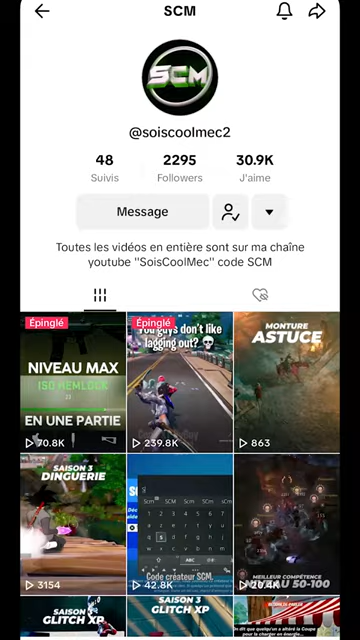 SCM
SCM
@soiscoolmec2
48 2295 30.9K
Suivis Followers J'aime
Message
Toutes les vidéos en entière sont sur ma chaîne
youtube "SoisCoolMec" code SCM
Épinglé
NIVEAU MAX
ISO HEMLOCK
EN UNE PARTIE
70.8K
Épinglé
You guys don't like
lagging out?
239.8K
MONTURE
ASTUCE
863
SAISON 3
DINGUERIE
3154
Code créateur SCM,
42.8K
MEILLEUR COMPÉTENCE
NIVEAU 50-100
20.4K
SAISON 3
GLITCH XP
SAISON 3
GLITCH XP